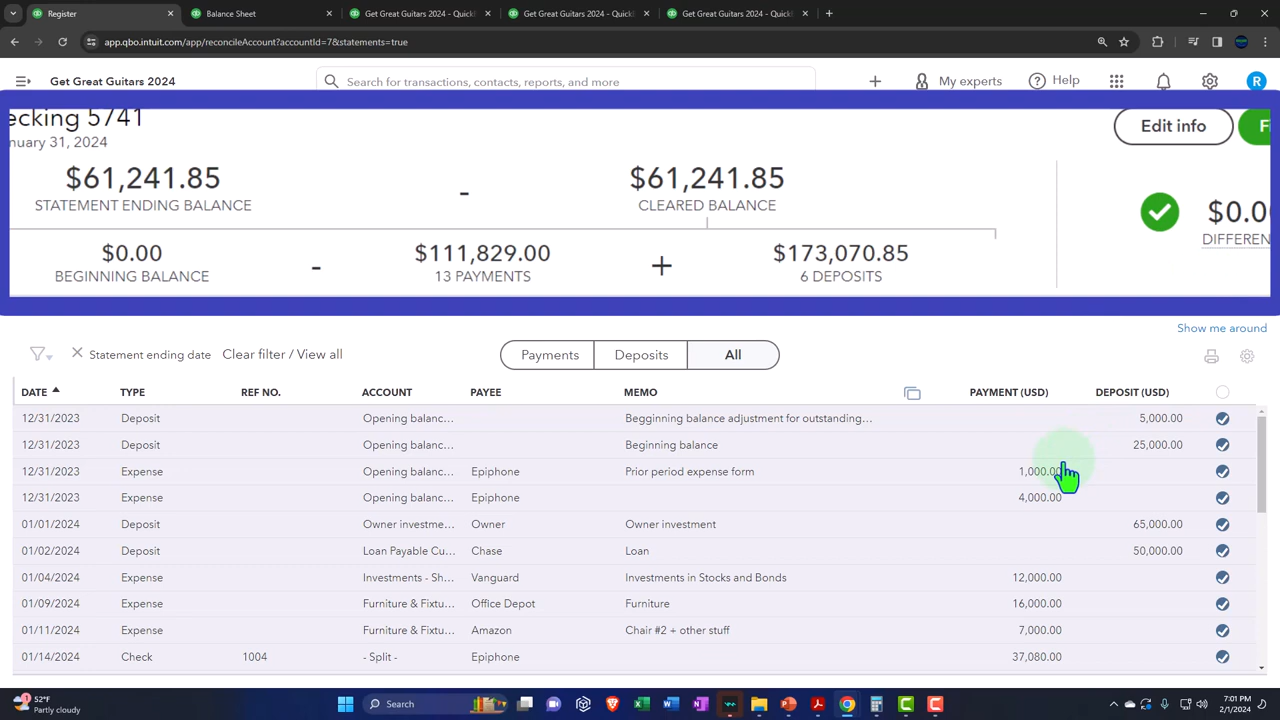 Register
Balance Sheet
Get Great Guitars 2024 - QuickB
Get Great Guitars 2024 - QuickB
Get Great Guitars 2024 - QuickB
app.qbo.intuit.com/app/reconcileAccount?accountId=7&statements=true
Get Great Guitars 2024
Search for transactions, contacts, reports, and more
My experts
Help
R
ecking 5741
nuary 31, 2024
Edit info
F
$61,241.85 - $61,241.85
STATEMENT ENDING BALANCE CLEARED BALANCE
$0.0
DIFFEREN
$0.00 - $111,829.00 + $173,070.85
BEGINNING BALANCE 13 PAYMENTS 6 DEPOSITS
Show me around
Statement ending date Clear filter / View all Payments Deposits All
DATE TYPE REF NO. ACCOUNT PAYEE MEMO PAYMENT (USD) DEPOSIT (USD)
12/31/2023 Deposit Opening balanc... Begginning balance adjustment for outstanding... 5,000.00
12/31/2023 Deposit Opening balanc... Beginning balance 25,000.00
12/31/2023 Expense Opening balanc... Epiphone Prior period expense form 1,000.00
12/31/2023 Expense Opening balanc... Epiphone 4,000.00
01/01/2024 Deposit Owner investme... Owner Owner investment 65,000.00
01/02/2024 Deposit Loan Payable Cu... Chase Loan 50,000.00
01/04/2024 Expense Investments - Sh... Vanguard Investments in Stocks and Bonds 12,000.00
01/09/2024 Expense Furniture & Fixtu... Office Depot Furniture 16,000.00
01/11/2024 Expense Furniture & Fixtu... Amazon Chair #2 + other stuff 7,000.00
01/14/2024 Check 1004 - Split - Epiphone 37,080.00
1
52°F
Partly cloudy
Search
7:01 PM
2/1/2024